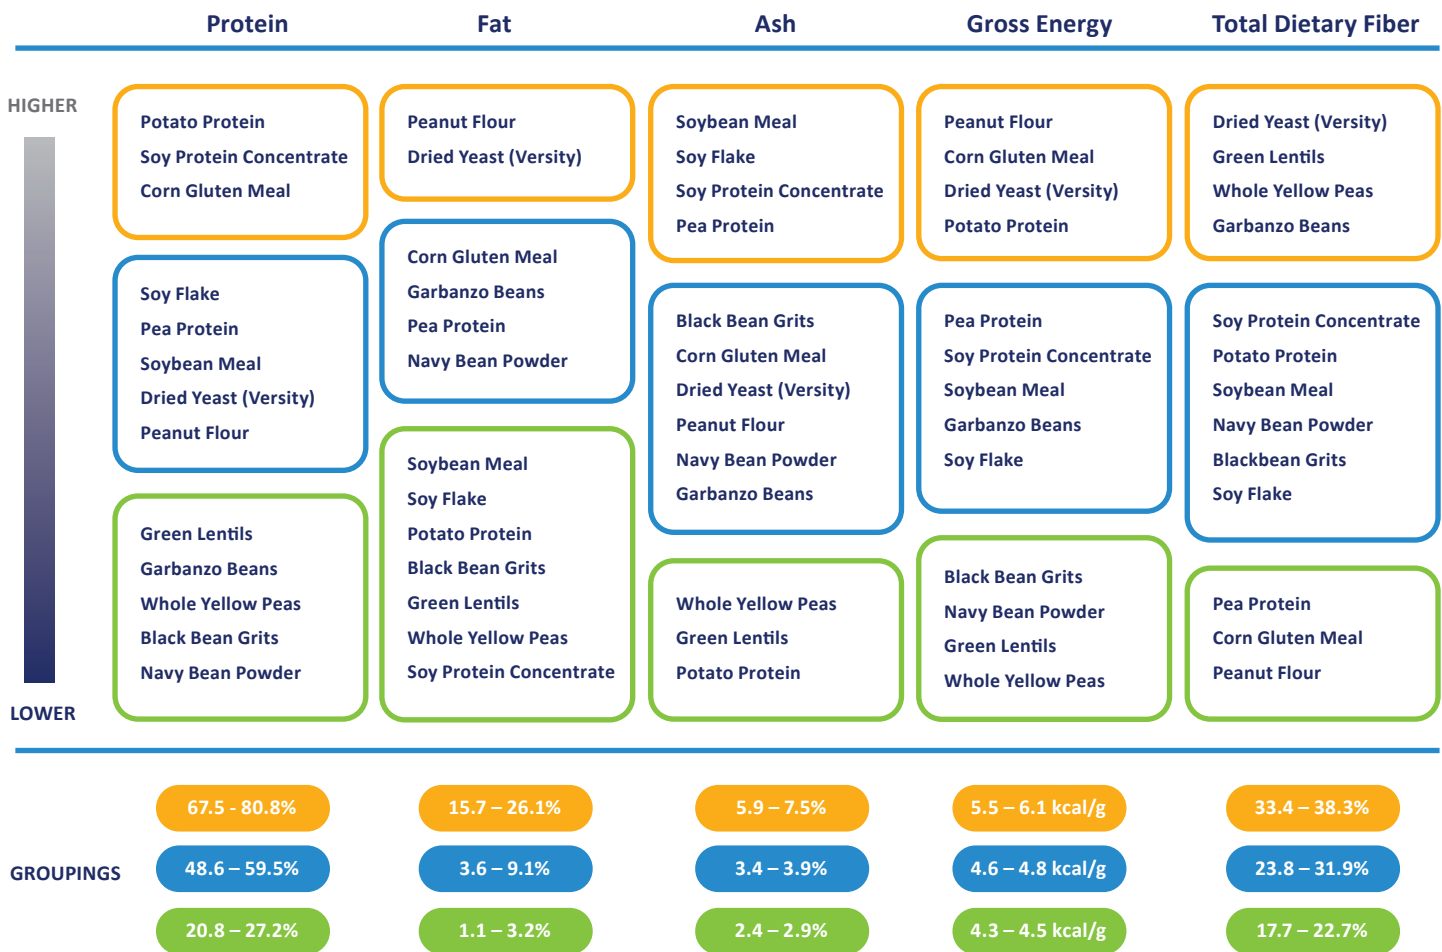 Protein
Fat
Ash
Gross Energy
Total Dietary Fiber
HIGHER
LOWER
Potato Protein
Soy Protein Concentrate
Corn Gluten Meal
Soy Flake
Pea Protein
Soybean Meal
Dried Yeast (Versity)
Peanut Flour
Green Lentils
Garbanzo Beans
Whole Yellow Peas
Black Bean Grits
Navy Bean Powder
Peanut Flour
Dried Yeast (Versity)
Corn Gluten Meal
Garbanzo Beans
Pea Protein
Navy Bean Powder
Soybean Meal
Soy Flake
Potato Protein
Black Bean Grits
Green Lentils
Whole Yellow Peas
Soy Protein Concentrate
Soybean Meal
Soy Flake
Soy Protein Concentrate
Pea Protein
Black Bean Grits
Corn Gluten Meal
Dried Yeast (Versity)
Peanut Flour
Navy Bean Powder
Garbanzo Beans
Whole Yellow Peas
Green Lentils
Potato Protein
Peanut Flour
Corn Gluten Meal
Dried Yeast (Versity)
Potato Protein
Pea Protein
Soy Protein Concentrate
Soybean Meal
Garbanzo Beans
Soy Flake
Black Bean Grits
Navy Bean Powder
Green Lentils
Whole Yellow Peas
Dried Yeast (Versity)
Green Lentils
Whole Yellow Peas
Garbanzo Beans
Soy Protein Concentrate
Potato Protein
Soybean Meal
Navy Bean Powder
Blackbean Grits
Soy Flake
Pea Protein
Corn Gluten Meal
Peanut Flour
GROUPINGS
67.5 - 80.8%
15.7 – 26.1%
5.9 – 7.5%
5.5 – 6.1 kcal/g
33.4 – 38.3%
48.6 – 59.5%
3.6 – 9.1%
3.4 – 3.9%
4.6 – 4.8 kcal/g
23.8 – 31.9%
20.8 – 27.2%
1.1 – 3.2%
2.4 – 2.9%
4.3 – 4.5 kcal/g
17.7 – 22.7%